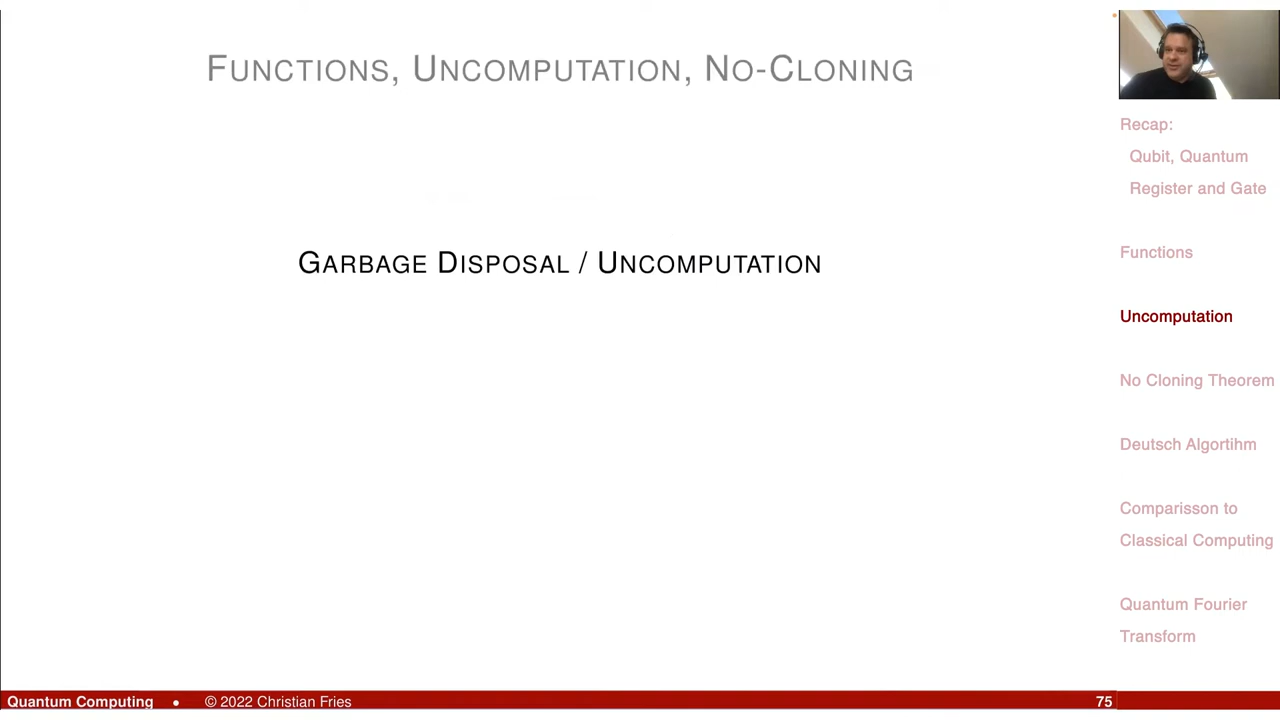 FUNCTIONS, UNCOMPUTATION, NO-CLONING
GARBAGE DISPOSAL / UNCOMPUTATION
Recap:
Qubit, Quantum
Register and Gate
Functions
Uncomputation
No Cloning Theorem
Deutsch Algortihm
Comparisson to
Classical Computing
Quantum Fourier
Transform
Quantum Computing • © 2022 Christian Fries 75